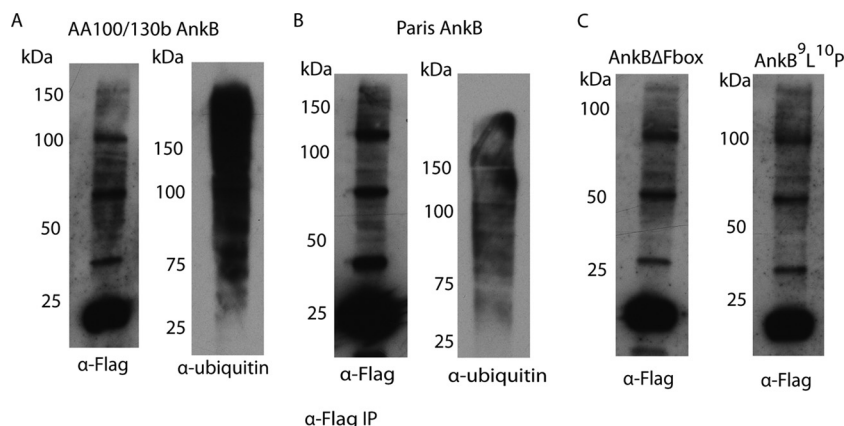 A
AA100/130b AnkB
kDa
150
100
50
25
α-Flag
kDa
150
100
75
25
α-ubiquitin
B
Paris AnkB
kDa
150
100
50
25
α-Flag
kDa
150
100
75
25
α-ubiquitin
α-Flag IP
C
AnkBΔFbox
kDa
100
50
25
α-Flag
AnkB⁹L¹⁰P
kDa
100
50
25
α-Flag